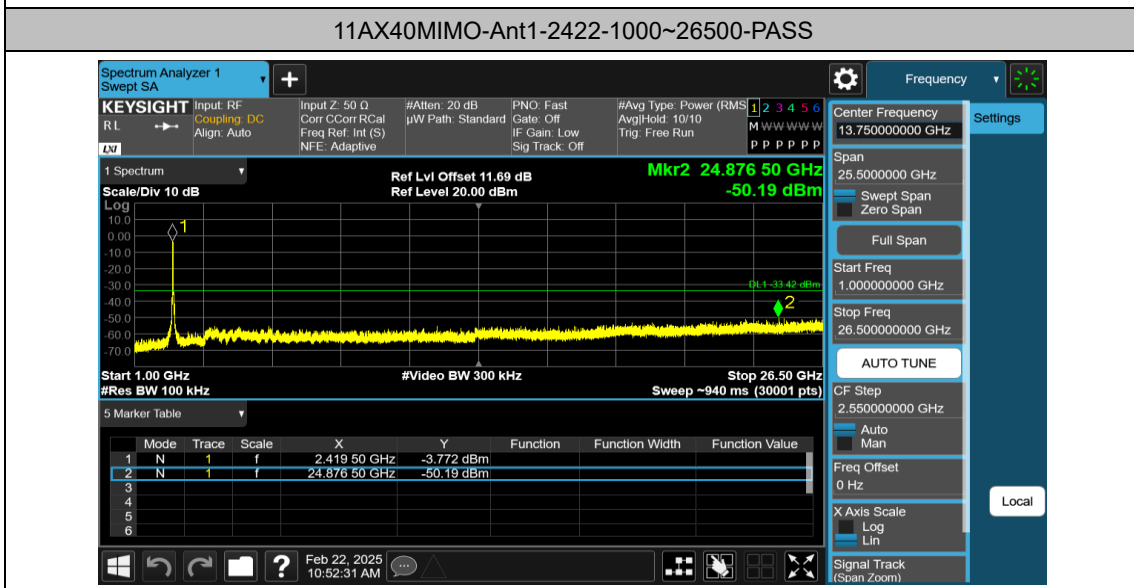 11AX40MIMO-Ant1-2422-1000~26500-PASS
Spectrum Analyzer 1
Swept SA
Frequency
KEYSIGHT Input: RF Input Z: 50 Ω #Atten: 20 dB PNO: Fast #Avg Type: Power (RMS 1 2 3 4 5 6
R L Coupling: DC Corr CCorr RCal µW Path: Standard Gate: Off Avg|Hold: 10/10 M W W W W W
Align: Auto Freq Ref: Int (S) IF Gain: Low Trig: Free Run
LXI NFE: Adaptive Sig Track: Off P P P P P P
1 Spectrum
Ref Lvl Offset 11.69 dB Mkr2 24.876 50 GHz
Scale/Div 10 dB Ref Level 20.00 dBm -50.19 dBm
Log
10.0
1
0.00
-10.0
-20.0
-30.0
DL1 -33.42 dBm
-40.0
2
-50.0
-60.0
-70.0
Start 1.00 GHz #Video BW 300 kHz Stop 26.50 GHz
#Res BW 100 kHz Sweep ~940 ms (30001 pts)
5 Marker Table
Mode Trace Scale X Y Function Function Width Function Value
1 N 1 f 2.419 50 GHz -3.772 dBm
2 N 1 f 24.876 50 GHz -50.19 dBm
3
4
5
6
Feb 22, 2025
10:52:31 AM
Center Frequency
13.750000000 GHz
Span
25.5000000 GHz
Swept Span
Zero Span
Full Span
Start Freq
1.000000000 GHz
Stop Freq
26.500000000 GHz
AUTO TUNE
CF Step
2.550000000 GHz
Auto
Man
Freq Offset
0 Hz
X Axis Scale
Log
Lin
Signal Track
(Span Zoom)
Settings
Local